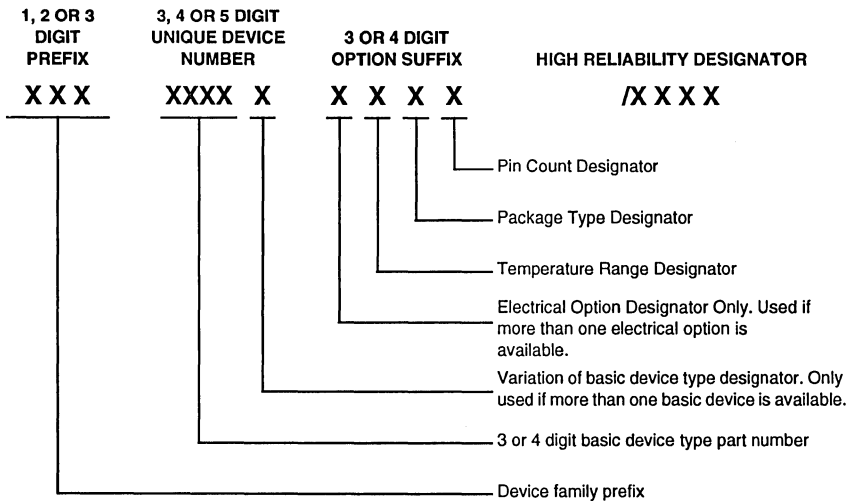 1, 2 OR 3
DIGIT
PREFIX
3, 4 OR 5 DIGIT
UNIQUE DEVICE
NUMBER
3 OR 4 DIGIT
OPTION SUFFIX
HIGH RELIABILITY DESIGNATOR
X X X
XXXX X
X X X X
/X X X X
Pin Count Designator
Package Type Designator
Temperature Range Designator
Electrical Option Designator Only. Used if
more than one electrical option is
available.
Variation of basic device type designator. Only
used if more than one basic device is available.
3 or 4 digit basic device type part number
Device family prefix